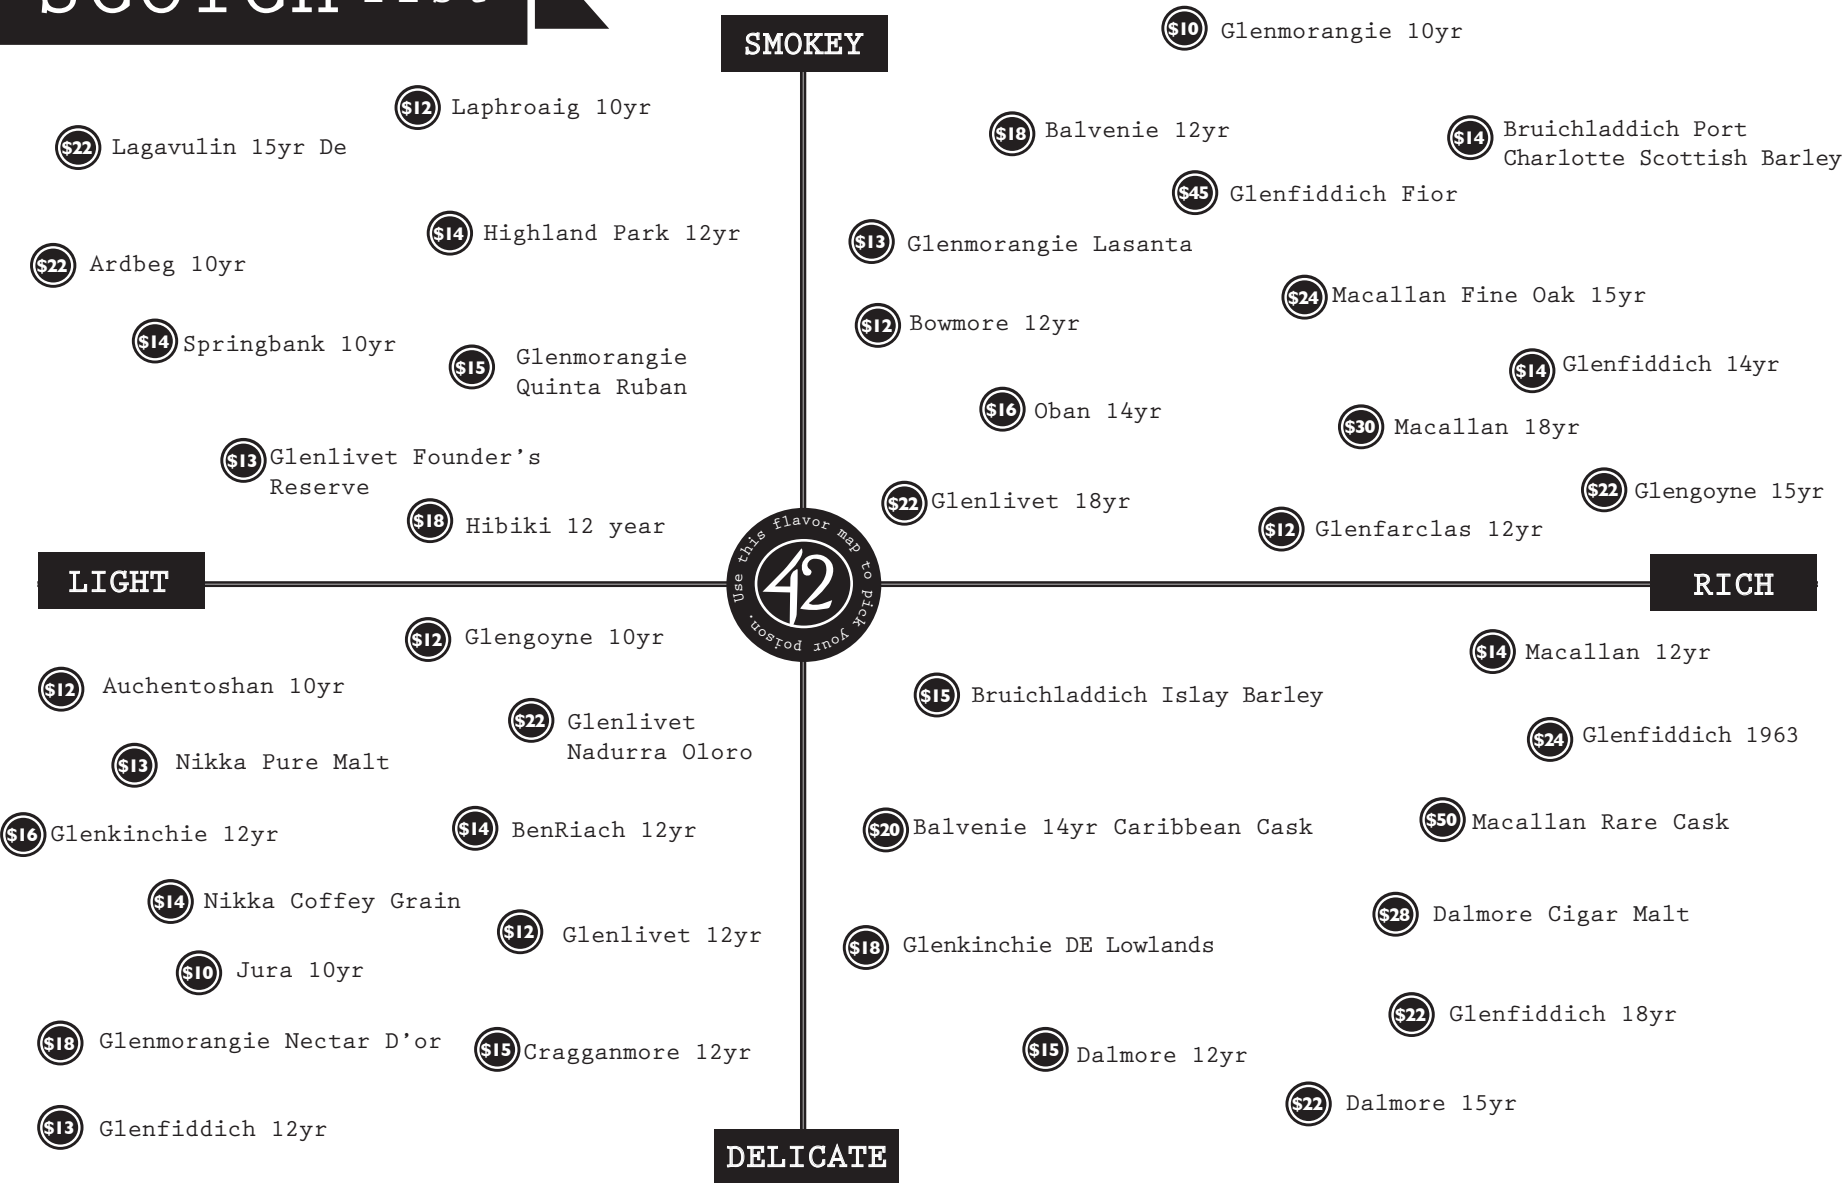 SCOTCH list
SMOKEY
$10 Glenmorangie 10yr
$12 Laphroaig 10yr
$22 Lagavulin 15yr De
$18 Balvenie 12yr
$14 Bruichladdich Port
Charlotte Scottish Barley
$45 Glenfiddich Fior
$14 Highland Park 12yr
$13 Glenmorangie Lasanta
$22 Ardbeg 10yr
$24 Macallan Fine Oak 15yr
$12 Bowmore 12yr
$14 Springbank 10yr
$15 Glenmorangie
Quinta Ruban
$14 Glenfiddich 14yr
$16 Oban 14yr
$30 Macallan 18yr
$13 Glenlivet Founder’s
Reserve
$22 Glenlivet 18yr
$22 Glengoyne 15yr
$18 Hibiki 12 year
$12 Glenfarclas 12yr
LIGHT
Use this flavor map to pick your poison.
42
RICH
$12 Glengoyne 10yr
$14 Macallan 12yr
$12 Auchentoshan 10yr
$15 Bruichladdich Islay Barley
$22 Glenlivet
Nadurra Oloro
$24 Glenfiddich 1963
$13 Nikka Pure Malt
$16 Glenkinchie 12yr
$14 BenRiach 12yr
$20 Balvenie 14yr Caribbean Cask
$50 Macallan Rare Cask
$14 Nikka Coffey Grain
$28 Dalmore Cigar Malt
$12 Glenlivet 12yr
$18 Glenkinchie DE Lowlands
$10 Jura 10yr
$22 Glenfiddich 18yr
$18 Glenmorangie Nectar D’or
$15 Cragganmore 12yr
$15 Dalmore 12yr
$22 Dalmore 15yr
$13 Glenfiddich 12yr
DELICATE